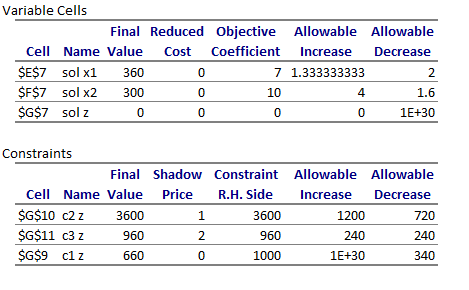 Variable Cells
Final Reduced Objective Allowable Allowable
Cell Name Value Cost Coefficient Increase Decrease
$E$7 sol x1 360 0 7 1.333333333 2
$F$7 sol x2 300 0 10 4 1.6
$G$7 sol z 0 0 0 0 1E+30
Constraints
Final Shadow Constraint Allowable Allowable
Cell Name Value Price R.H. Side Increase Decrease
$G$10 c2 z 3600 1 3600 1200 720
$G$11 c3 z 960 2 960 240 240
$G$9 c1 z 660 0 1000 1E+30 340